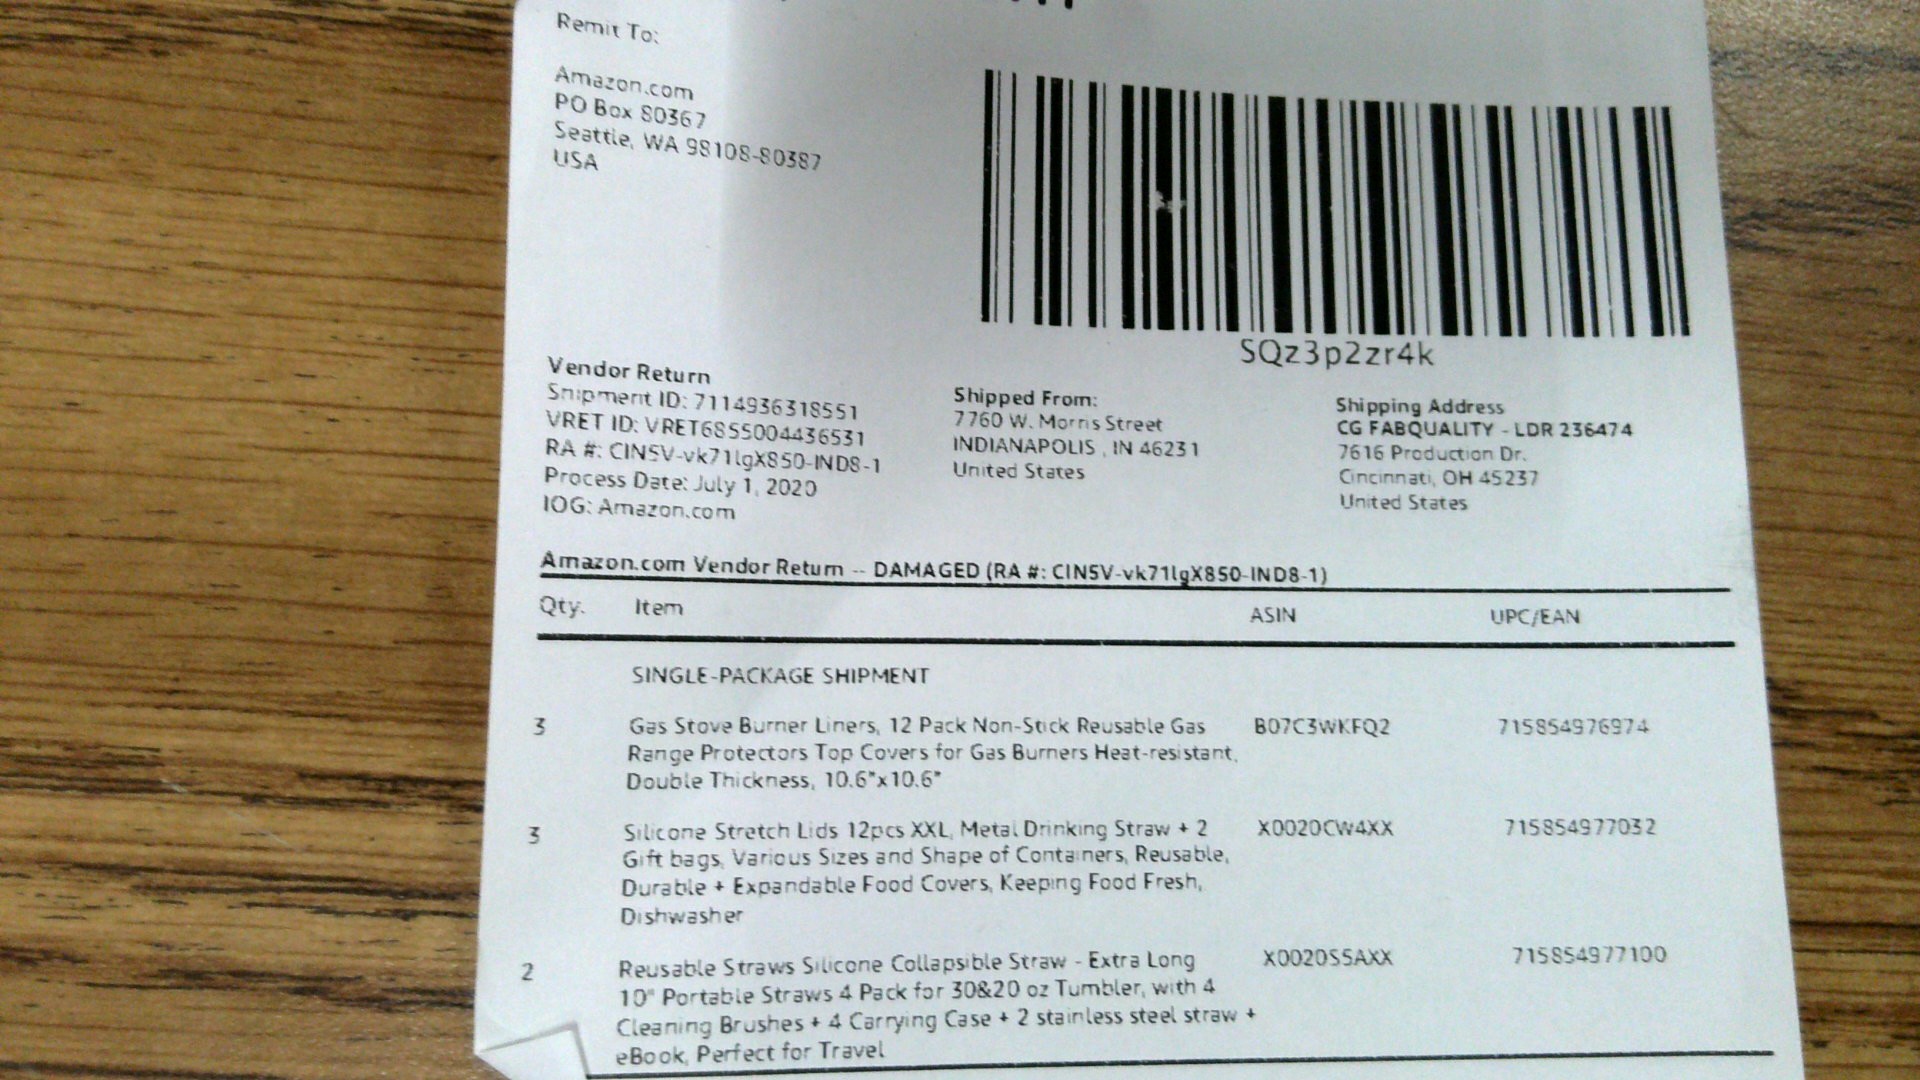 Remit To:
Amazon.com
PO Box 80367
Seattle, WA 98108-80387
USA
SQz3p2zr4k
Vendor Return
Shipment ID: 7114936318551
VRET ID: VRET6855004436531
RA #: CIN5V-vk71lgX850-IND8-1
Process Date: July 1, 2020
IOG: Amazon.com
Shipped From:
7760 W. Morris Street
INDIANAPOLIS , IN 46231
United States
Shipping Address
CG FABQUALITY - LDR 236474
7616 Production Dr.
Cincinnati, OH 45237
United States
Amazon.com Vendor Return -- DAMAGED (RA #: CIN5V-vk71lgX850-IND8-1)
Qty. Item ASIN UPC/EAN
SINGLE-PACKAGE SHIPMENT
3 Gas Stove Burner Liners, 12 Pack Non-Stick Reusable Gas B07C3WKFQ2 715854976974
Range Protectors Top Covers for Gas Burners Heat-resistant,
Double Thickness, 10.6"x10.6"
3 Silicone Stretch Lids 12pcs XXL, Metal Drinking Straw + 2 X0020CW4XX 715854977032
Gift bags, Various Sizes and Shape of Containers, Reusable,
Durable + Expandable Food Covers, Keeping Food Fresh,
Dishwasher
2 Reusable Straws Silicone Collapsible Straw - Extra Long X0020S5AXX 715854977100
10" Portable Straws 4 Pack for 30&20 oz Tumbler, with 4
Cleaning Brushes + 4 Carrying Case + 2 stainless steel straw +
eBook, Perfect for Travel